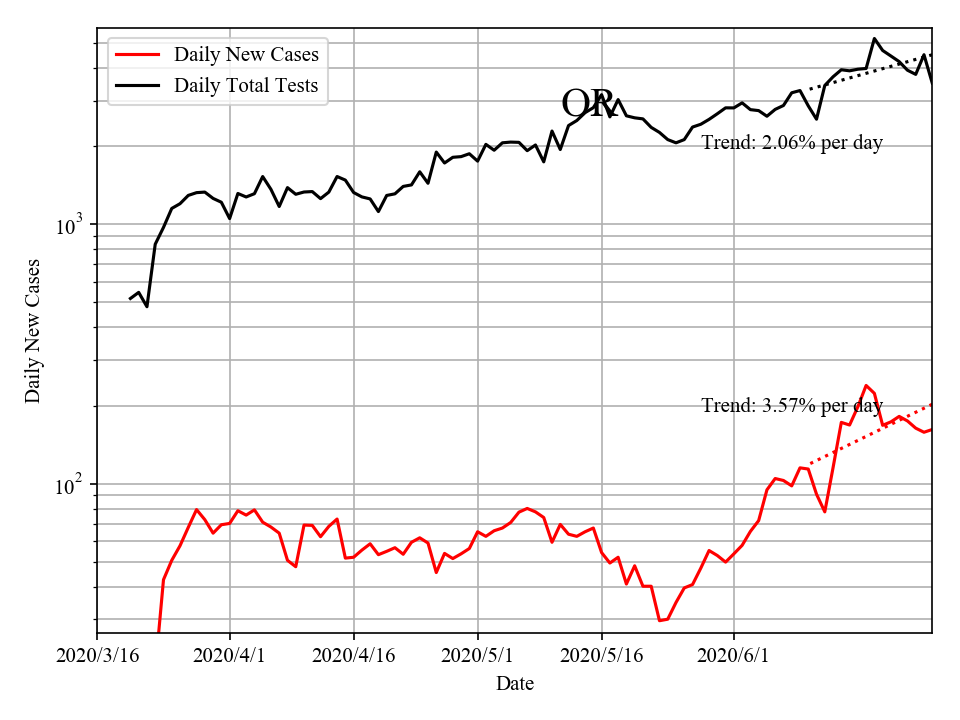 Daily New Cases
Daily Total Tests
OR
Trend: 2.06% per day
Trend: 3.57% per day
10³
10²
Daily New Cases
2020/3/16 2020/4/1 2020/4/16 2020/5/1 2020/5/16 2020/6/1
Date